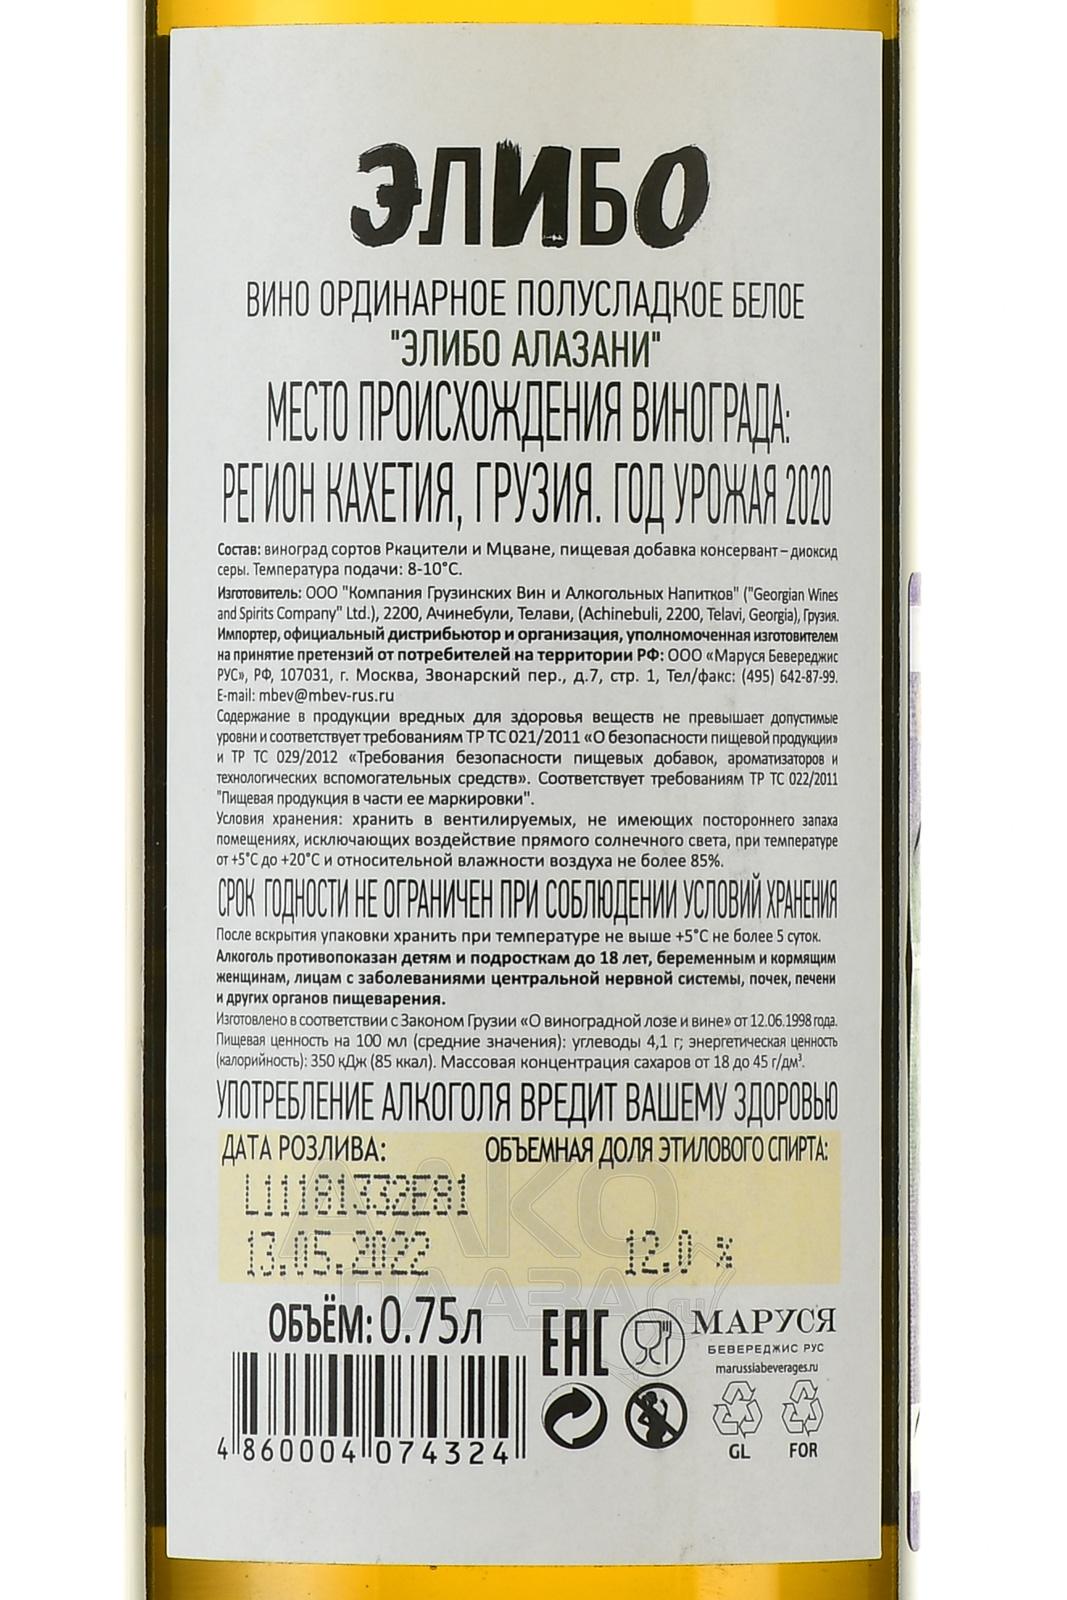 ЭЛИБО
ВИНО ОРДИНАРНОЕ ПОЛУСЛАДКОЕ БЕЛОЕ
"ЭЛИБО АЛАЗАНИ"
МЕСТО ПРОИСХОЖДЕНИЯ ВИНОГРАДА:
РЕГИОН КАХЕТИЯ, ГРУЗИЯ. ГОД УРОЖАЯ 2020
Состав: виноград сортов Ркацители и Мцване, пищевая добавка консервант – диоксид
серы. Температура подачи: 8-10°С.
Изготовитель: ООО "Компания Грузинских Вин и Алкогольных Напитков" ("Georgian Wines
and Spirits Company" Ltd.), 2200, Ачинебули, Телави, (Achinebuli, 2200, Telavi, Georgia), Грузия.
Импортер, официальный дистрибьютор и организация, уполномоченная изготовителем
на принятие претензий от потребителей на территории РФ: ООО «Маруся Бевереджис
РУС», РФ, 107031, г. Москва, Звонарский пер., д.7, стр. 1, Тел/факс: (495) 642-87-99.
E-mail: mbev@mbev-rus.ru
Содержание в продукции вредных для здоровья веществ не превышает допустимые
уровни и соответствует требованиям ТР ТС 021/2011 «О безопасности пищевой продукции»
и ТР ТС 029/2012 «Требования безопасности пищевых добавок, ароматизаторов и
технологических вспомогательных средств». Соответствует требованиям ТР ТС 022/2011
"Пищевая продукция в части ее маркировки".
Условия хранения: хранить в вентилируемых, не имеющих постороннего запаха
помещениях, исключающих воздействие прямого солнечного света, при температуре
от +5°С до +20°С и относительной влажности воздуха не более 85%.
СРОК ГОДНОСТИ НЕ ОГРАНИЧЕН ПРИ СОБЛЮДЕНИИ УСЛОВИЙ ХРАНЕНИЯ
После вскрытия упаковки хранить при температуре не выше +5°С не более 5 суток.
Алкоголь противопоказан детям и подросткам до 18 лет, беременным и кормящим
женщинам, лицам с заболеваниями центральной нервной системы, почек, печени
и других органов пищеварения.
Изготовлено в соответствии с Законом Грузии «О виноградной лозе и вине» от 12.06.1998 года.
Пищевая ценность на 100 мл (средние значения): углеводы 4,1 г; энергетическая ценность
(калорийность): 350 кДж (85 ккал). Массовая концентрация сахаров от 18 до 45 г/дм³.
УПОТРЕБЛЕНИЕ АЛКОГОЛЯ ВРЕДИТ ВАШЕМУ ЗДОРОВЬЮ
ДАТА РОЗЛИВА: ОБЪЕМНАЯ ДОЛЯ ЭТИЛОВОГО СПИРТА:
L11181332E81
13.05.2022 12.0 %
АЛКО
ПЛАЗА.ru
ОБЪЁМ: 0.75л
ЕАС
МАРУСЯ
БЕВЕРЕДЖИС РУС
marussiabeverages.ru
GL FOR
4 860004 074324